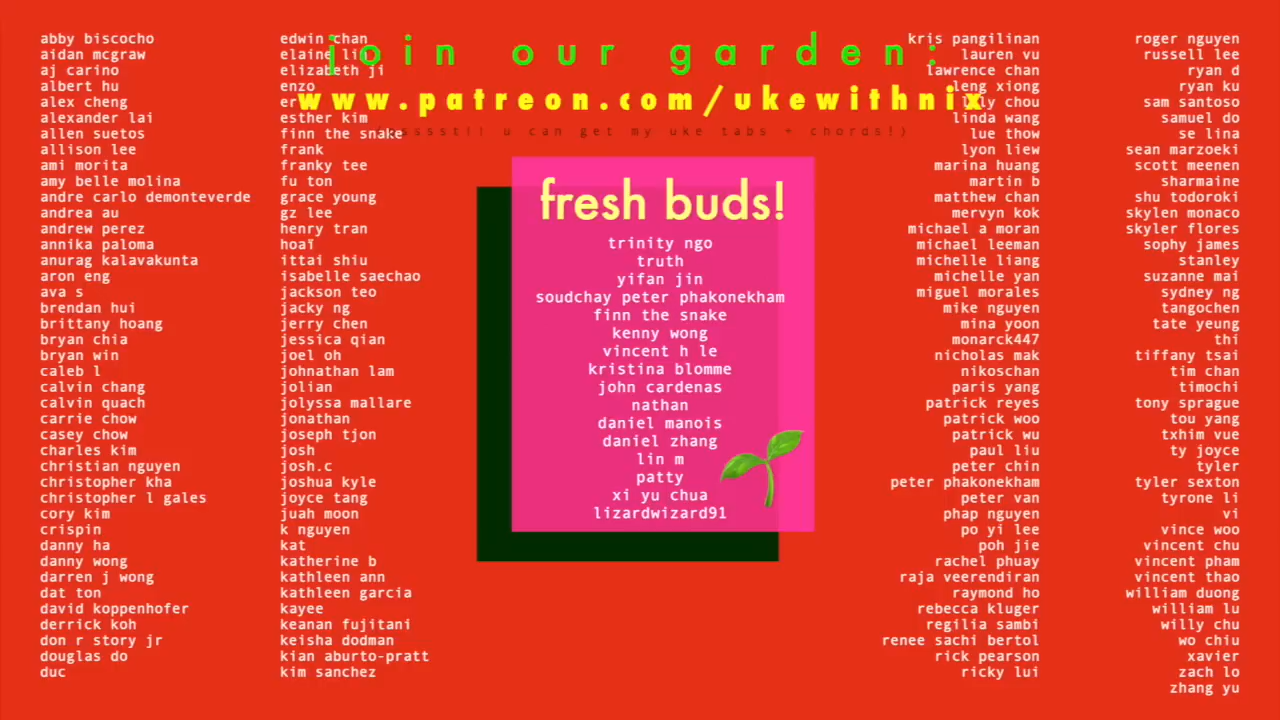 join our garden:
www.patreon.com/ukewithnix
u can get my uke tabs + chords!)
abby biscocho
aidan mcgraw
aj carino
albert hu
alex cheng
alexander lai
allen suetos
allison lee
ami morita
amy belle molina
andre carlo demonteverde
andrea au
andrew perez
annika paloma
anurag kalavakunta
aron eng
ava s
brendan hui
brittany hoang
bryan chia
bryan win
caleb l
calvin chang
calvin quach
carrie chow
casey chow
charles kim
christian nguyen
christopher kha
christopher l gales
cory kim
crispin
danny ha
danny wong
darren j wong
dat ton
david koppenhofer
derrick koh
don r story jr
douglas do
duc
edwin chan
elaine lin
elizabeth ji
enzo
esther kim
finn the snake
frank
franky tee
fu ton
grace young
gz lee
henry tran
hoaï
ittai shiu
isabelle saechao
jackson teo
jacky ng
jerry chen
jessica qian
joel oh
johnathan lam
jolian
jolyssa mallare
jonathan
joseph tjon
josh
josh.c
joshua kyle
joyce tang
juah moon
k nguyen
kat
katherine b
kathleen ann
kathleen garcia
kayee
keanan fujitani
keisha dodman
kian aburto-pratt
kim sanchez
fresh buds!
trinity ngo
truth
yifan jin
soudchay peter phakonekham
finn the snake
kenny wong
vincent h le
kristina blomme
john cardenas
nathan
daniel manois
daniel zhang
lin m
patty
xi yu chua
lizardwizard91
kris pangilinan
lauren vu
lawrence chan
leng xiong
lily chou
linda wang
lue thow
lyon liew
marina huang
martin b
matthew chan
mervyn kok
michael a moran
michael leeman
michelle liang
michelle yan
miguel morales
mike nguyen
mina yoon
monarck447
nicholas mak
nikoschan
paris yang
patrick reyes
patrick woo
patrick wu
paul liu
peter chin
peter phakonekham
peter van
phap nguyen
po yi lee
poh jie
rachel phuay
raja veerendiran
raymond ho
rebecca kluger
regilia sambi
renee sachi bertol
rick pearson
ricky lui
roger nguyen
russell lee
ryan d
ryan ku
sam santoso
samuel do
se lina
sean marzoeki
scott meenen
sharmaine
shu todoroki
skylen monaco
skyler flores
sophy james
stanley
suzanne mai
sydney ng
tangochen
tate yeung
thi
tiffany tsai
tim chan
timochi
tony sprague
tou yang
txhim vue
ty joyce
tyler
tyler sexton
tyrone li
vi
vince woo
vincent chu
vincent pham
vincent thao
william duong
william lu
willy chu
wo chiu
xavier
zach lo
zhang yu